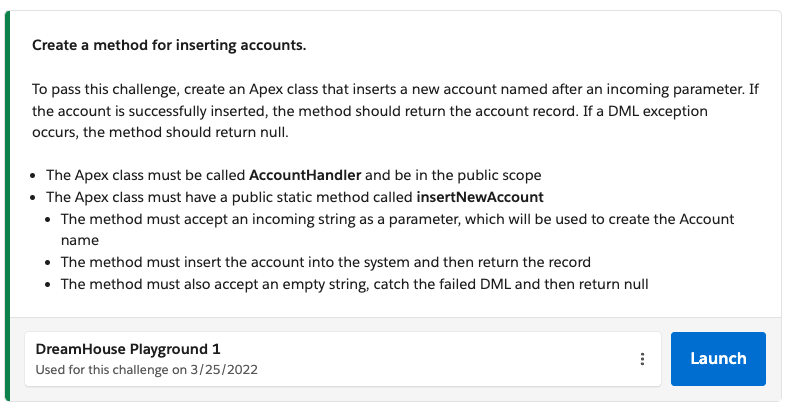 Create a method for inserting accounts.
To pass this challenge, create an Apex class that inserts a new account named after an incoming parameter. If
the account is successfully inserted, the method should return the account record. If a DML exception
occurs, the method should return null.
• The Apex class must be called AccountHandler and be in the public scope
• The Apex class must have a public static method called insertNewAccount
• The method must accept an incoming string as a parameter, which will be used to create the Account
name
• The method must insert the account into the system and then return the record
• The method must also accept an empty string, catch the failed DML and then return null
DreamHouse Playground 1
Used for this challenge on 3/25/2022
Launch